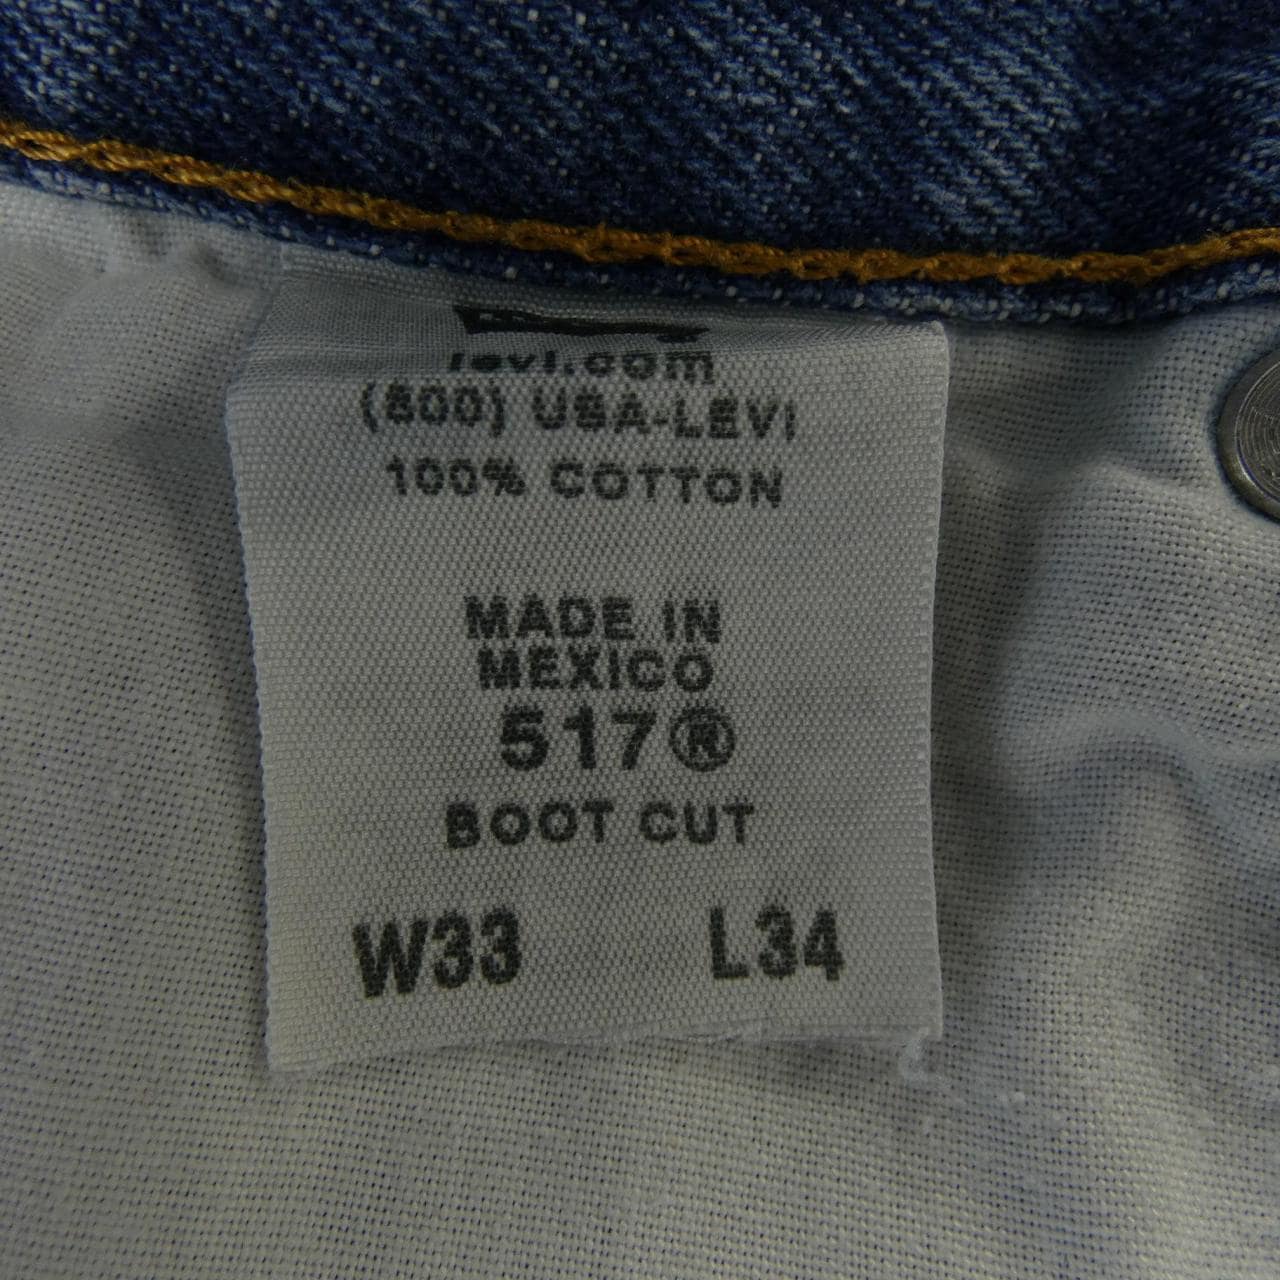 levi.com
(800) USA-LEVI
100% COTTON
MADE IN
MEXICO
517®
BOOT CUT
W33 L34